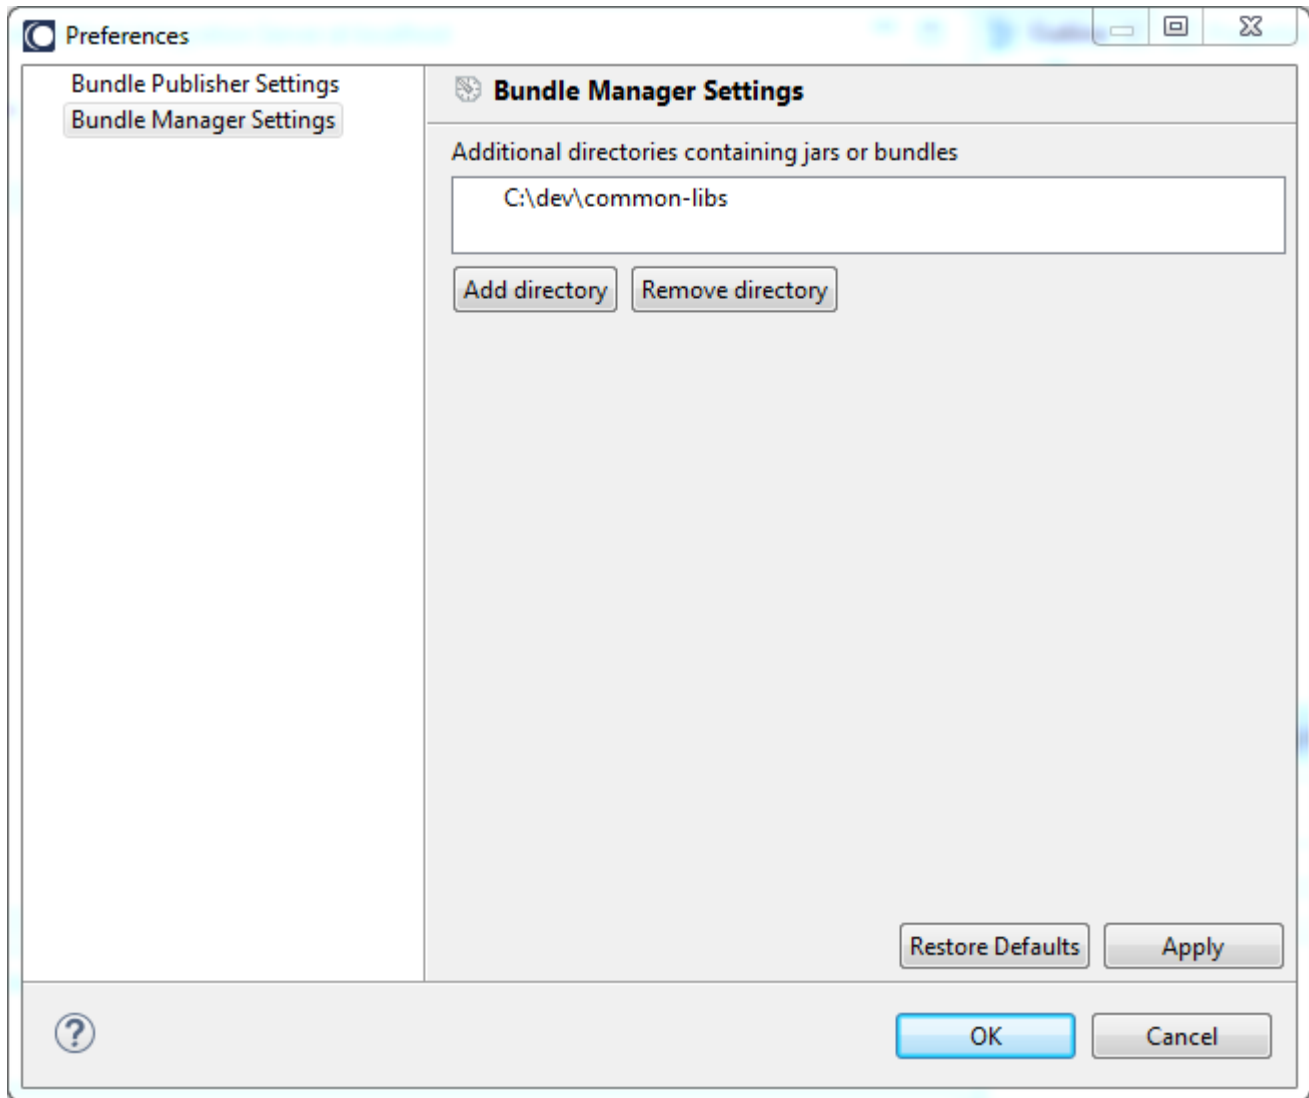 Preferences
Bundle Publisher Settings
Bundle Manager Settings
Bundle Manager Settings
Additional directories containing jars or bundles
C:\dev\common-libs
Add directory Remove directory
Restore Defaults Apply
? OK Cancel